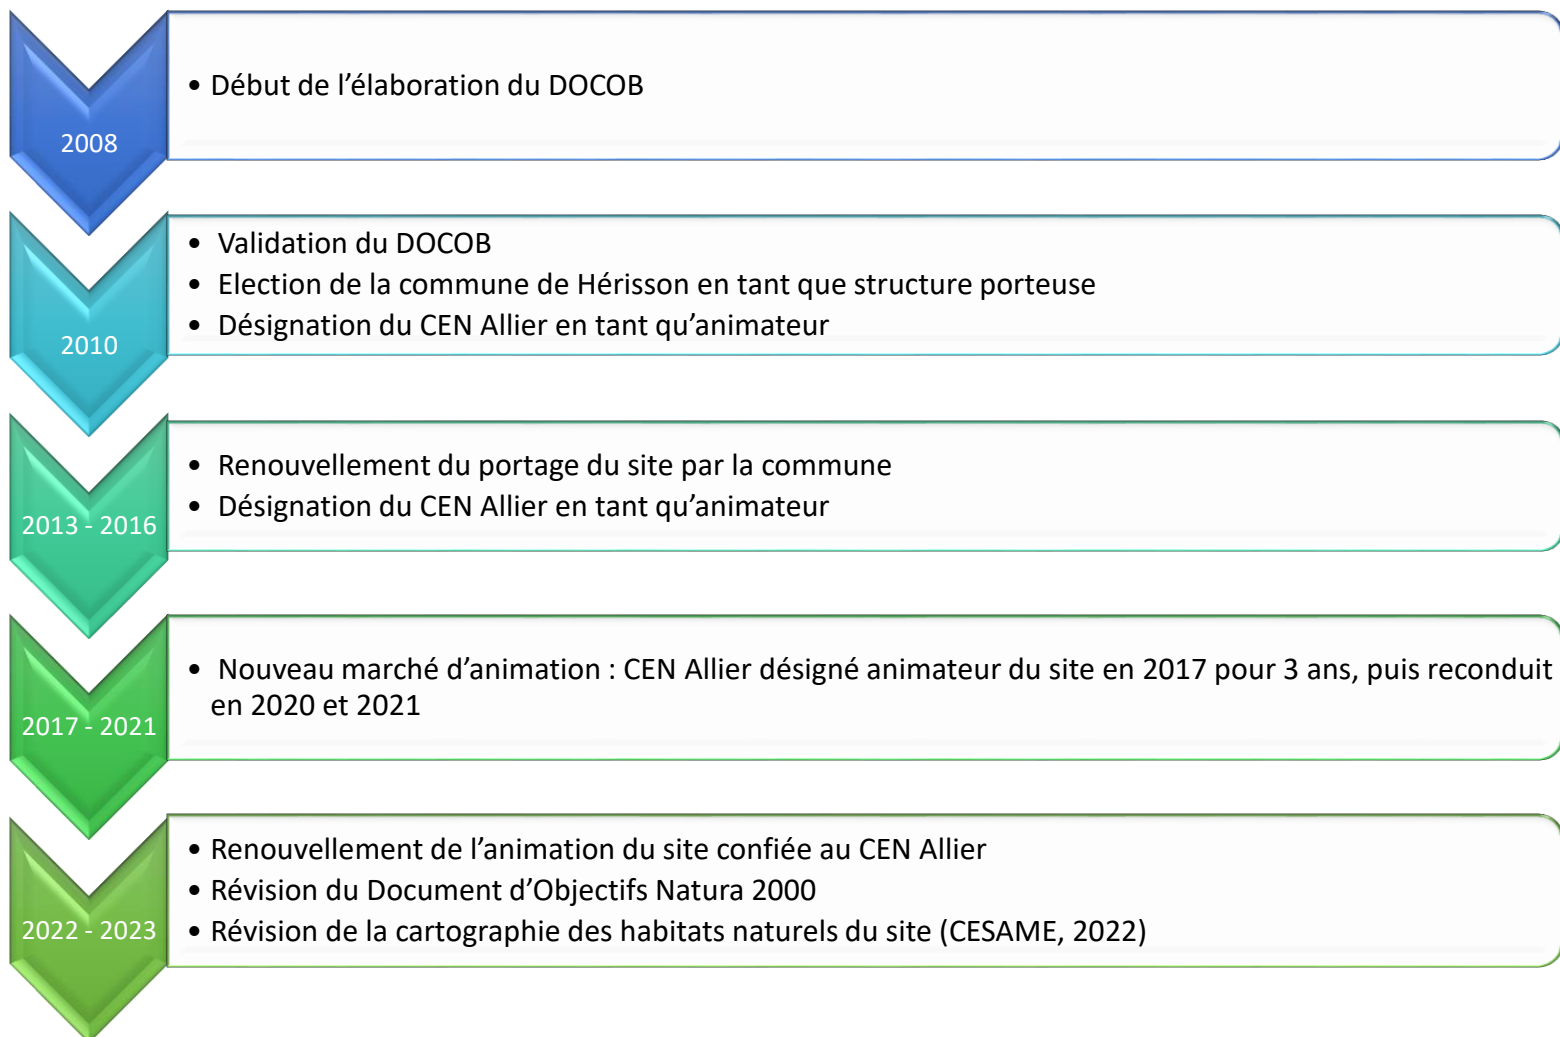 2008
• Début de l’élaboration du DOCOB
2010
• Validation du DOCOB
• Election de la commune de Hérisson en tant que structure porteuse
• Désignation du CEN Allier en tant qu’animateur
2013 - 2016
• Renouvellement du portage du site par la commune
• Désignation du CEN Allier en tant qu’animateur
2017 - 2021
• Nouveau marché d’animation : CEN Allier désigné animateur du site en 2017 pour 3 ans, puis reconduit
en 2020 et 2021
2022 - 2023
• Renouvellement de l’animation du site confiée au CEN Allier
• Révision du Document d’Objectifs Natura 2000
• Révision de la cartographie des habitats naturels du site (CESAME, 2022)